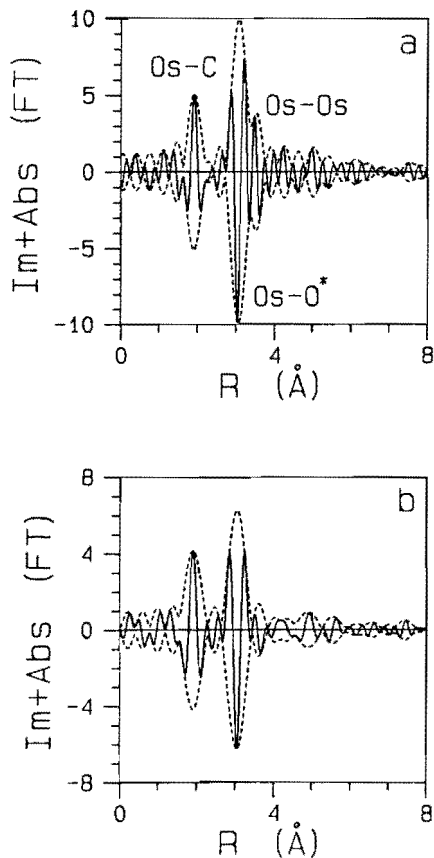 a
Os-C
Os-Os
Os-O*
Im+Abs (FT)
10
5
0
-5
-10
0 4 8
R (Å)
b
Im+Abs (FT)
8
4
0
-4
-8
0 4 8
R (Å)